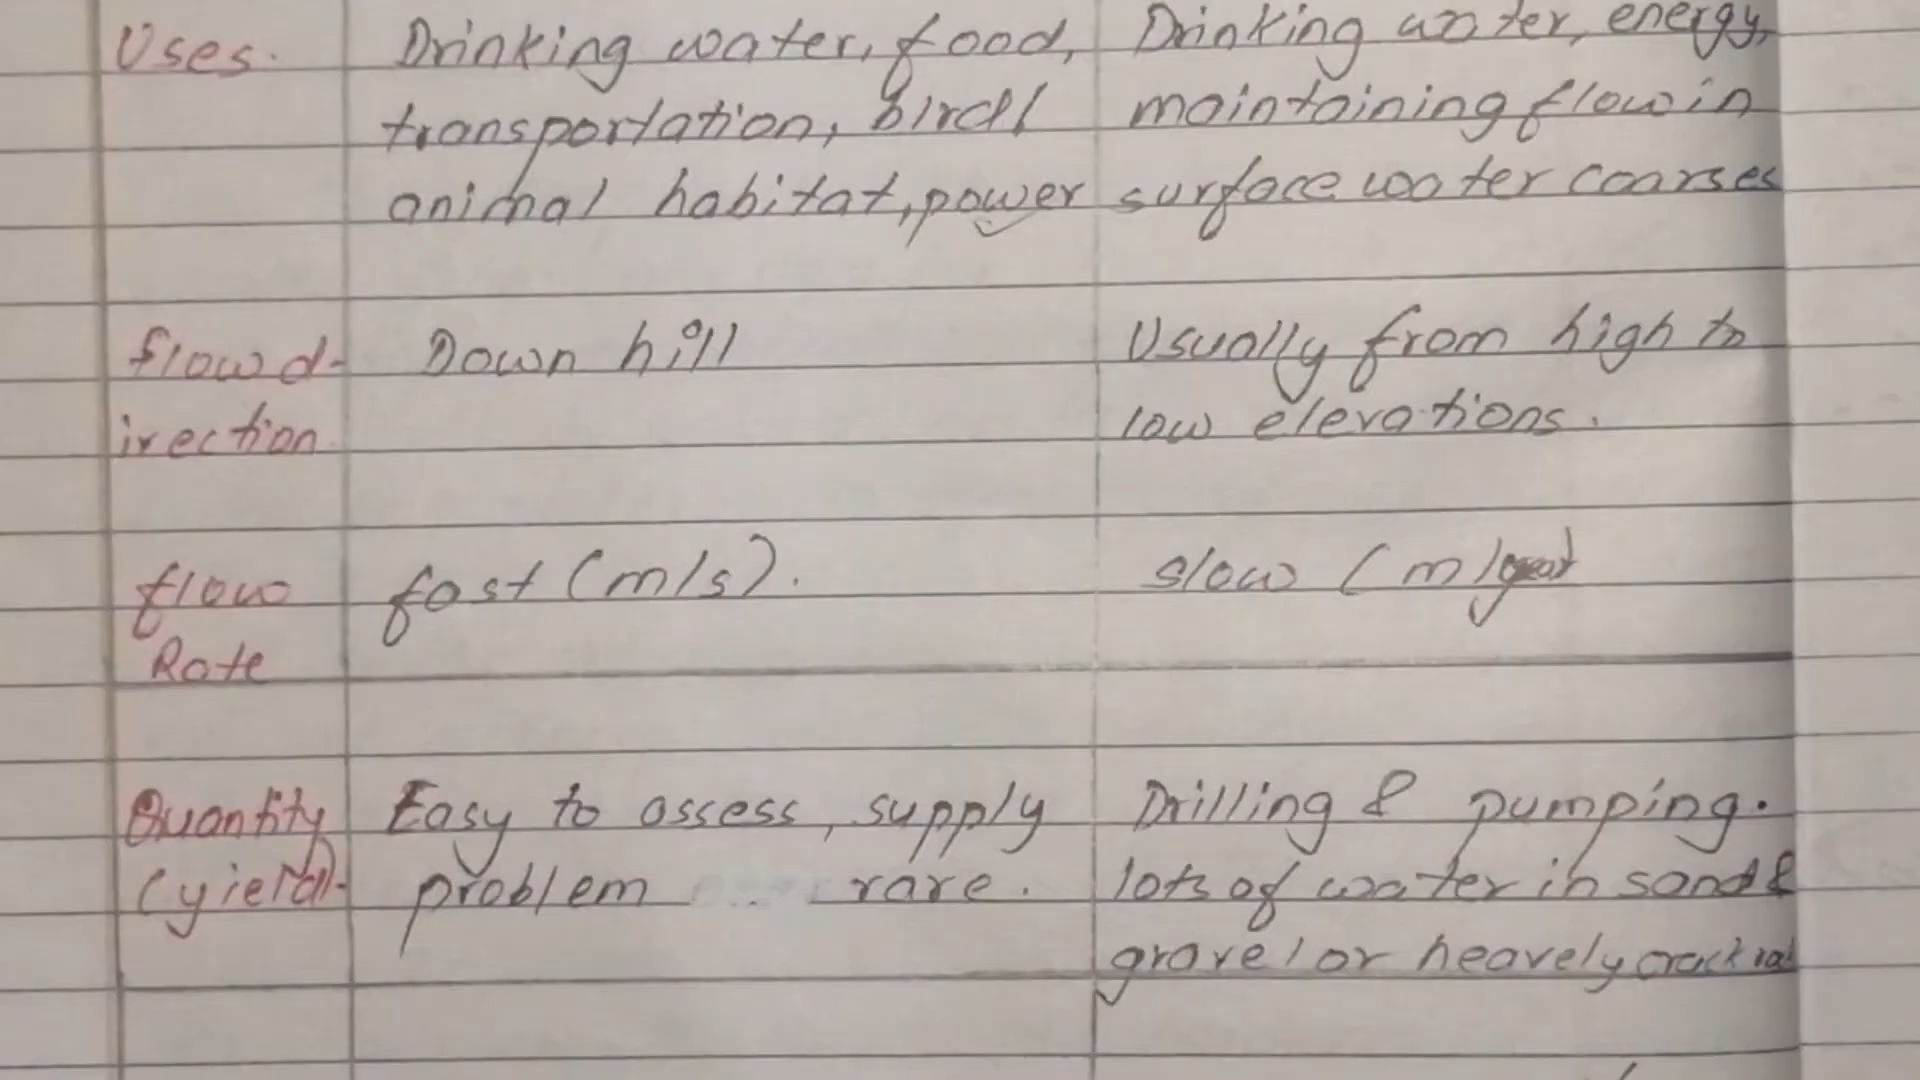 Uses. Drinking water, food, Drinking water, energy,
transportation, bird/ maintaining flow in
animal habitat, power surface water coarses
flow d- Down hill Usually from high to
irection low elevations.
flow fast (m/s). slow (m/year)
Rate
Quantity Easy to assess, supply Drilling & pumping.
(yield). problem rare. lots of water in sand &
gravel or heavely crack